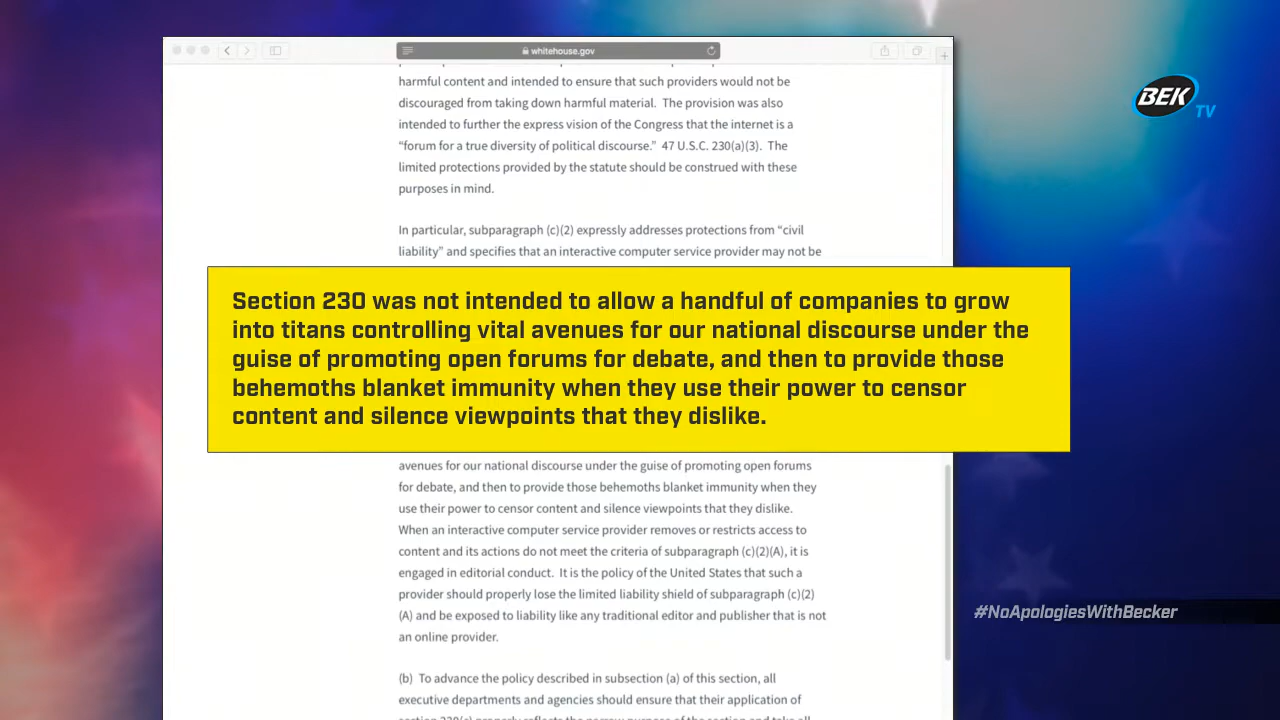 whitehouse.gov
harmful content and intended to ensure that such providers would not be
discouraged from taking down harmful material. The provision was also
intended to further the express vision of the Congress that the internet is a
“forum for a true diversity of political discourse.” 47 U.S.C. 230(a)(3). The
limited protections provided by the statute should be construed with these
purposes in mind.
In particular, subparagraph (c)(2) expressly addresses protections from “civil
liability” and specifies that an interactive computer service provider may not be
Section 230 was not intended to allow a handful of companies to grow
into titans controlling vital avenues for our national discourse under the
guise of promoting open forums for debate, and then to provide those
behemoths blanket immunity when they use their power to censor
content and silence viewpoints that they dislike.
avenues for our national discourse under the guise of promoting open forums
for debate, and then to provide those behemoths blanket immunity when they
use their power to censor content and silence viewpoints that they dislike.
When an interactive computer service provider removes or restricts access to
content and its actions do not meet the criteria of subparagraph (c)(2)(A), it is
engaged in editorial conduct. It is the policy of the United States that such a
provider should properly lose the limited liability shield of subparagraph (c)(2)
(A) and be exposed to liability like any traditional editor and publisher that is not
an online provider.
(b) To advance the policy described in subsection (a) of this section, all
executive departments and agencies should ensure that their application of
BEK TV
#NoApologiesWithBecker